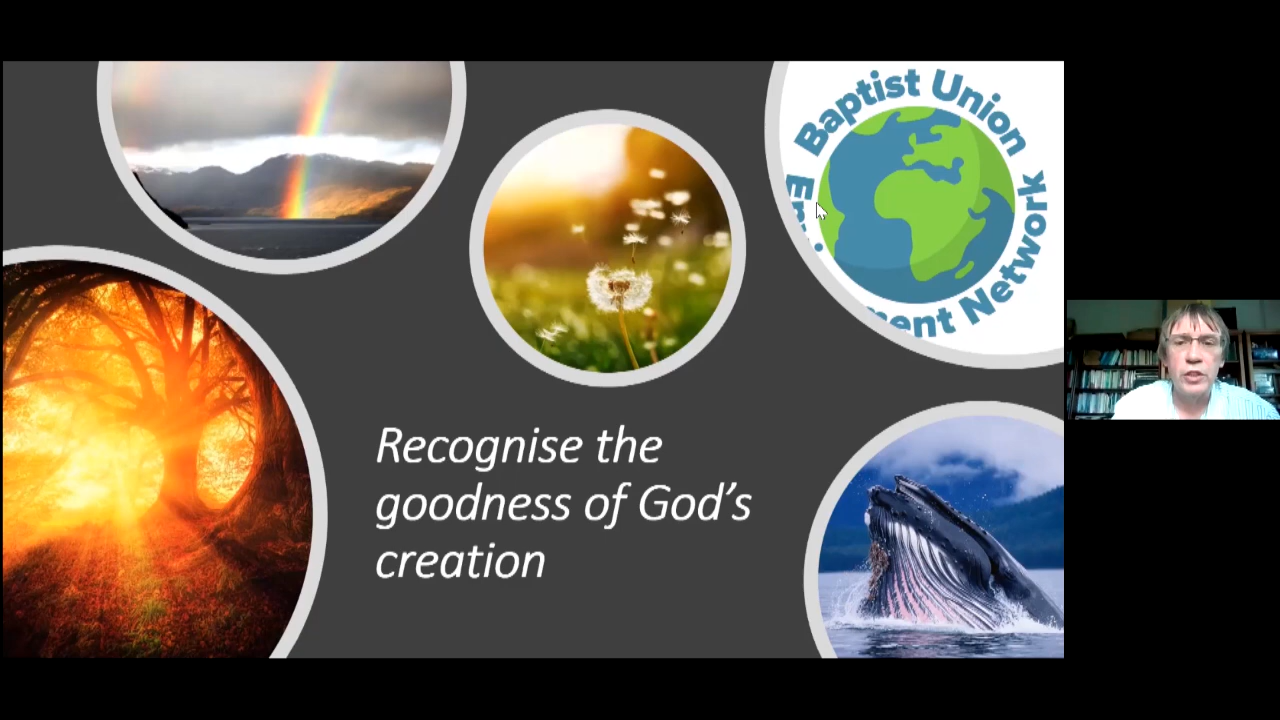 Baptist Union
Network
Recognise the
goodness of God's
creation